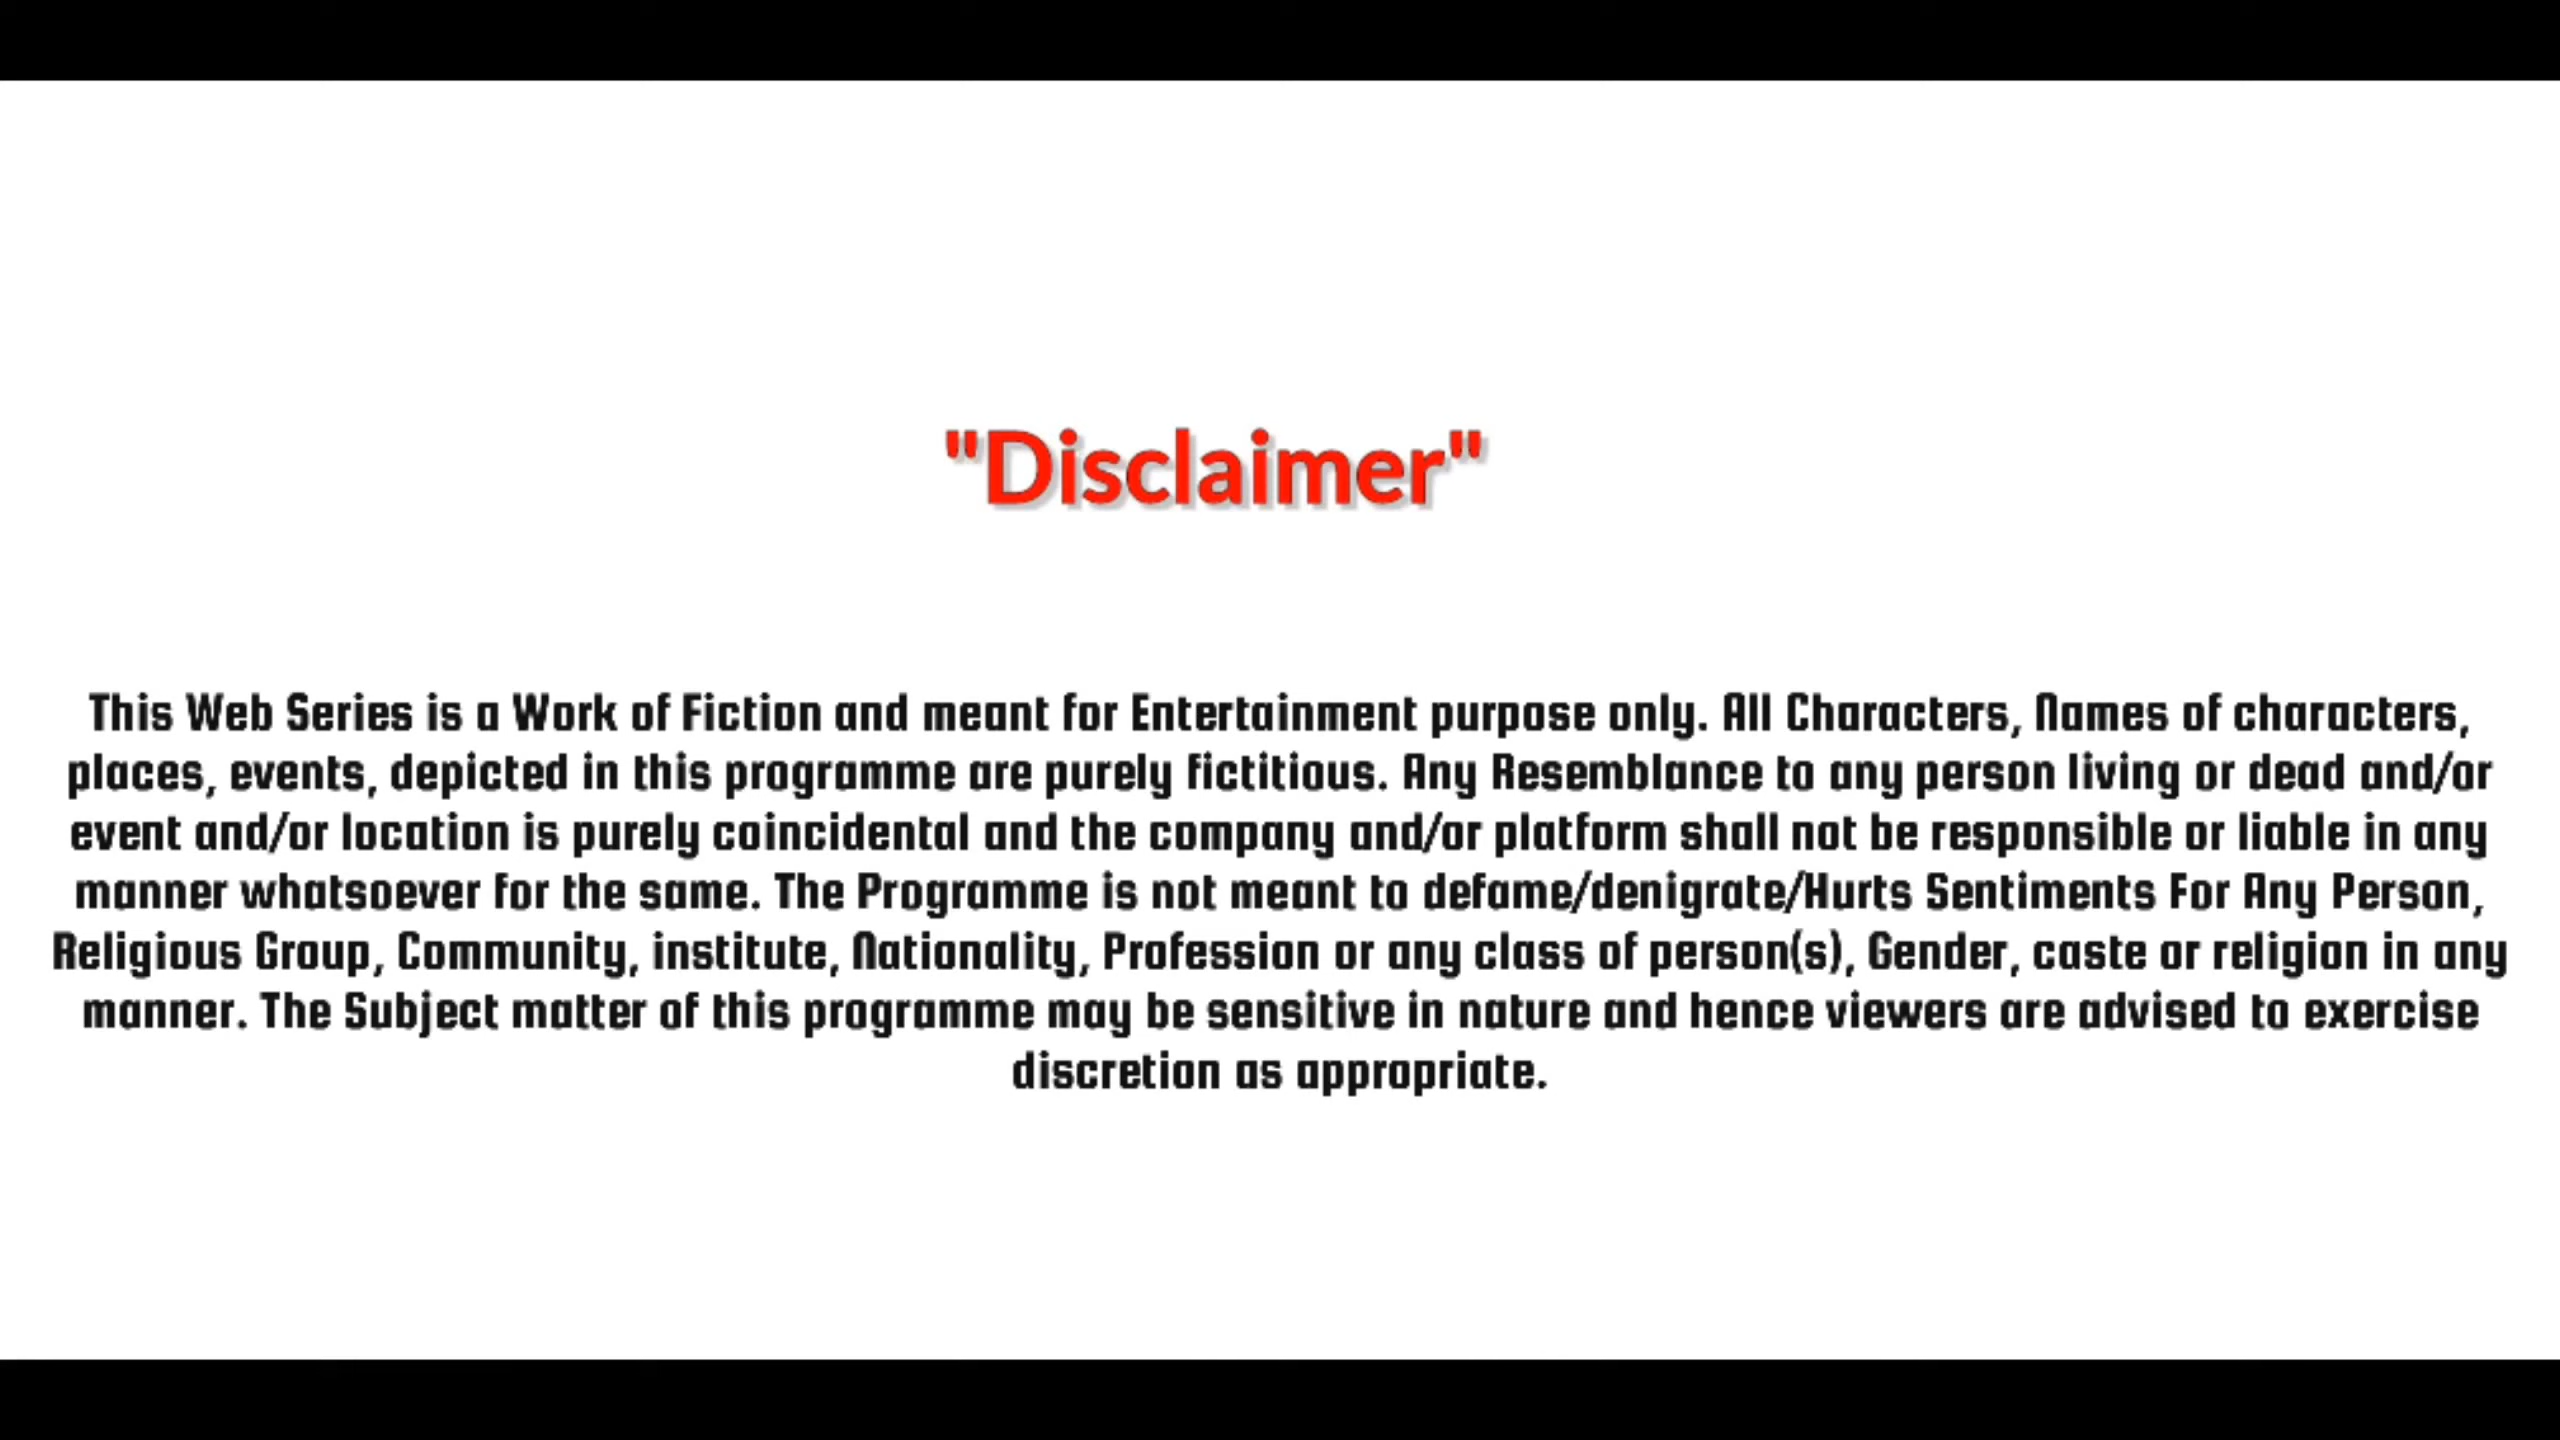 "Disclaimer"
This Web Series is a Work of Fiction and meant for Entertainment purpose only. All Characters, Names of characters,
places, events, depicted in this programme are purely fictitious. Any Resemblance to any person living or dead and/or
event and/or location is purely coincidental and the company and/or platform shall not be responsible or liable in any
manner whatsoever for the same. The Programme is not meant to defame/denigrate/Hurts Sentiments For Any Person,
Religious Group, Community, institute, Nationality, Profession or any class of person(s), Gender, caste or religion in any
manner. The Subject matter of this programme may be sensitive in nature and hence viewers are advised to exercise
discretion as appropriate.